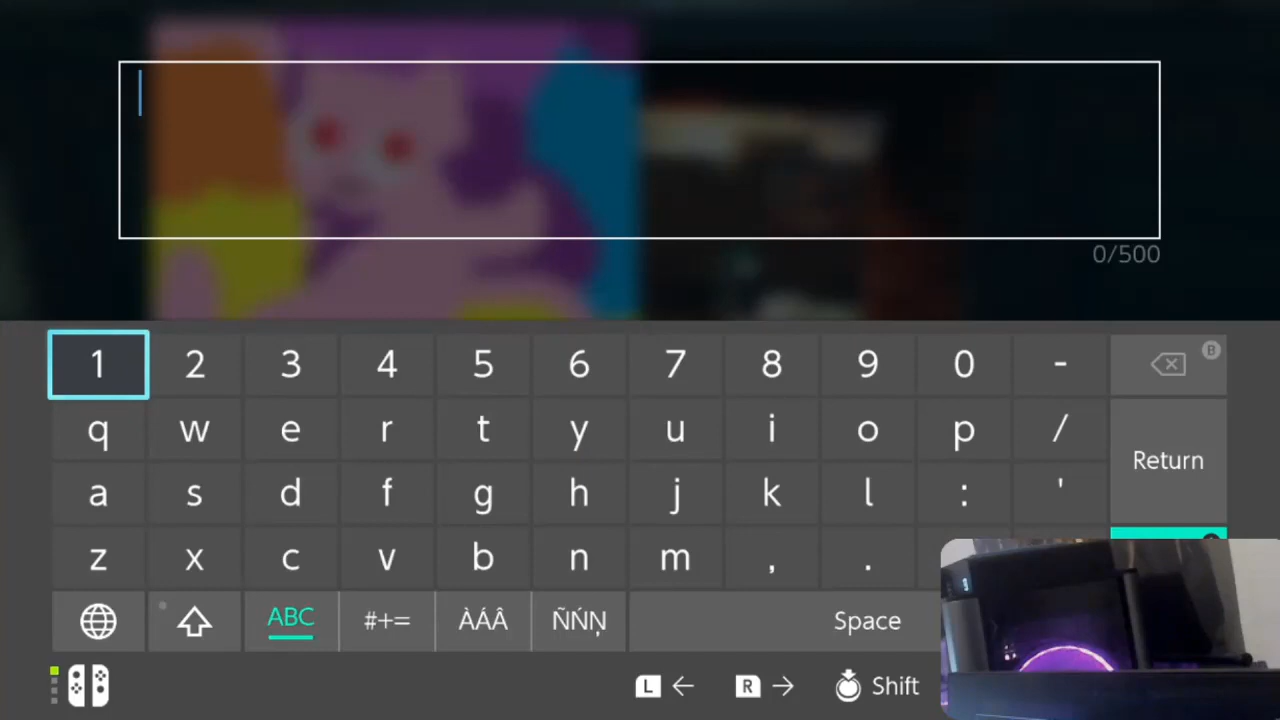 0/500
1 2 3 4 5 6 7 8 9 0 - B
q w e r t y u i o p /
Return
a s d f g h j k l : '
z x c v b n m , .
ABC #+= ÀÁÂ ÑŃŅ Space
L ← R → Shift